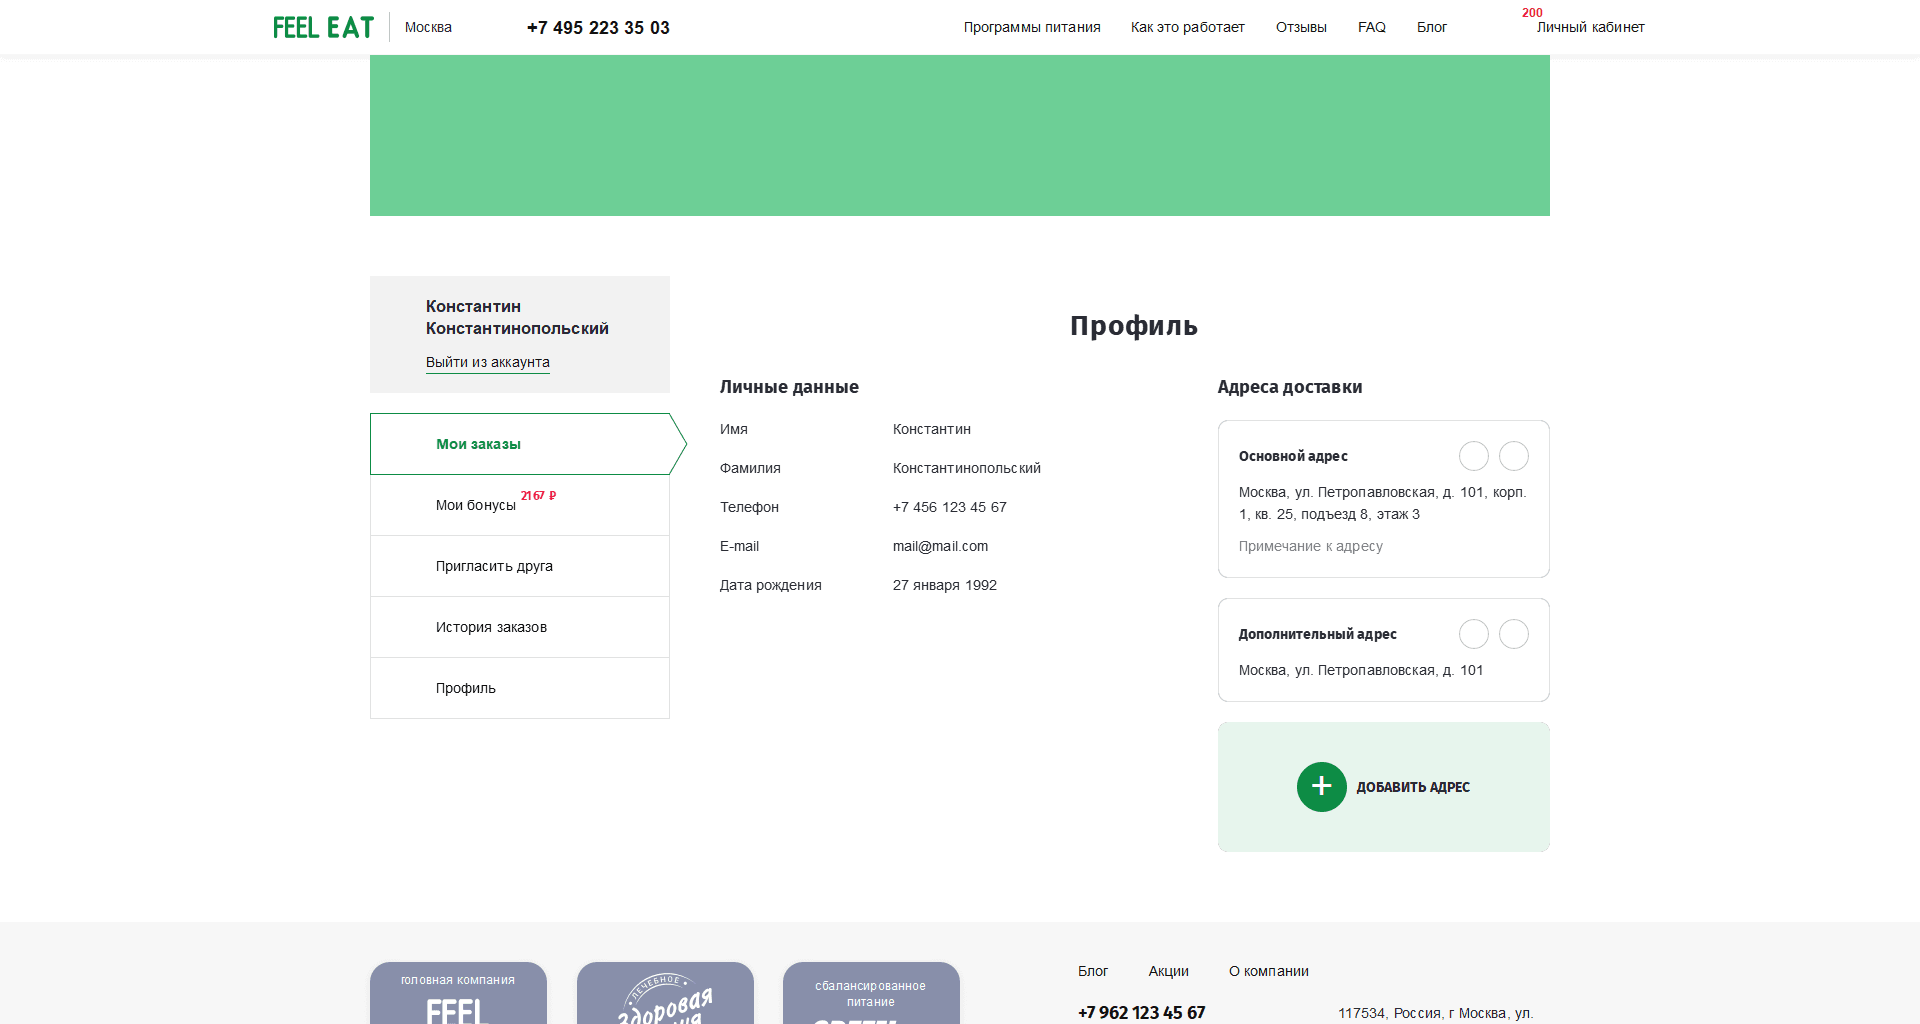 FEEL EAT
Москва
+7 495 223 35 03
Программы питания
Как это работает
Отзывы
FAQ
Блог
200
Личный кабинет
Константин
Константинопольский
Выйти из аккаунта
Мои заказы
Мои бонусы 2167 ₽
Пригласить друга
История заказов
Профиль
Профиль
Личные данные
Имя Константин
Фамилия Константинопольский
Телефон +7 456 123 45 67
E-mail mail@mail.com
Дата рождения 27 января 1992
Адреса доставки
Основной адрес
Москва, ул. Петропавловская, д. 101, корп.
1, кв. 25, подъезд 8, этаж 3
Примечание к адресу
Дополнительный адрес
Москва, ул. Петропавловская, д. 101
+ ДОБАВИТЬ АДРЕС
головная компания
FEEL
ЛЕЧЕБНОЕ
Здоровая
сбалансированное
питание
Блог
Акции
О компании
+7 962 123 45 67
117534, Россия, г Москва, ул.